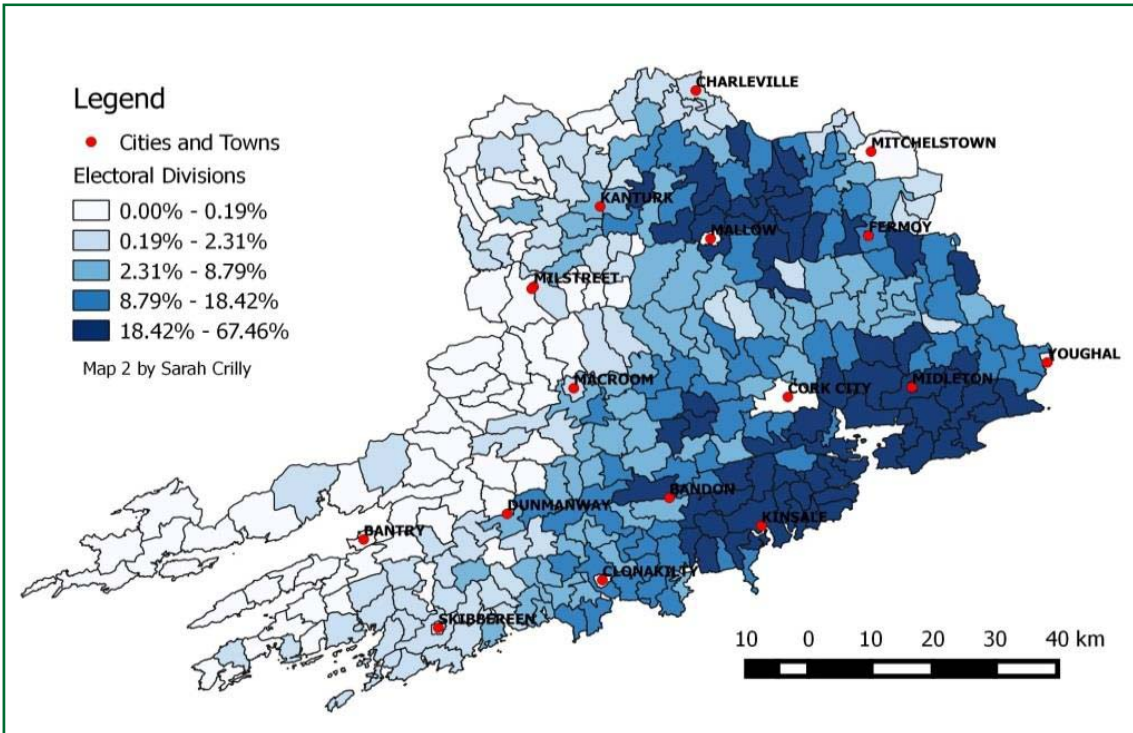 Legend
Cities and Towns
Electoral Divisions
0.00% - 0.19%
0.19% - 2.31%
2.31% - 8.79%
8.79% - 18.42%
18.42% - 67.46%
Map 2 by Sarah Crilly
CHARLEVILLE
MITCHELSTOWN
KANTURK
MALLOW
FERMOY
MILSTREET
YOUGHAL
MACROOM
CORK CITY
MIDLETON
BANDON
DUNMANWAY
KINSALE
BANTRY
CLONAKILTY
SKIBBEREEN
10 0 10 20 30 40 km